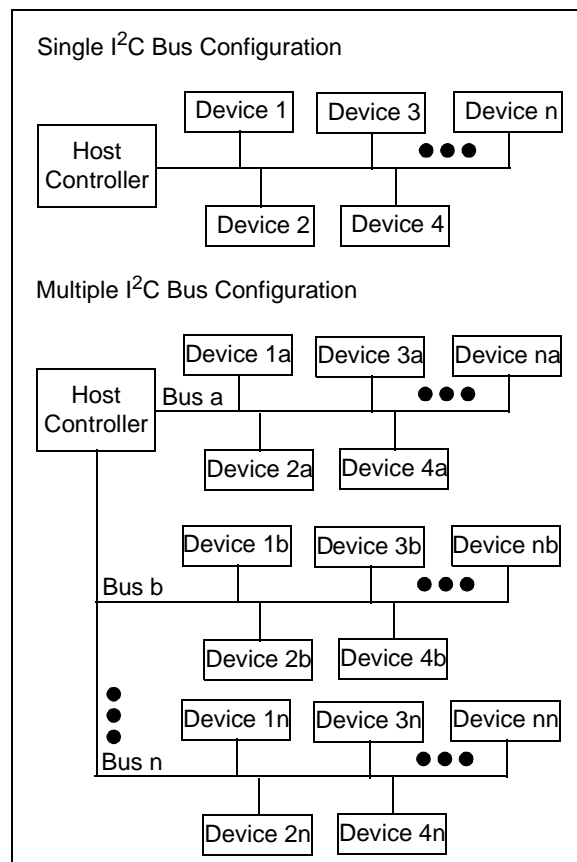 Single I²C Bus Configuration
Device 1
Device 3
Device n
Host
Controller
Device 2
Device 4
Multiple I²C Bus Configuration
Device 1a
Device 3a
Device na
Host
Controller
Bus a
Device 2a
Device 4a
Device 1b
Device 3b
Device nb
Bus b
Device 2b
Device 4b
Device 1n
Device 3n
Device nn
Bus n
Device 2n
Device 4n